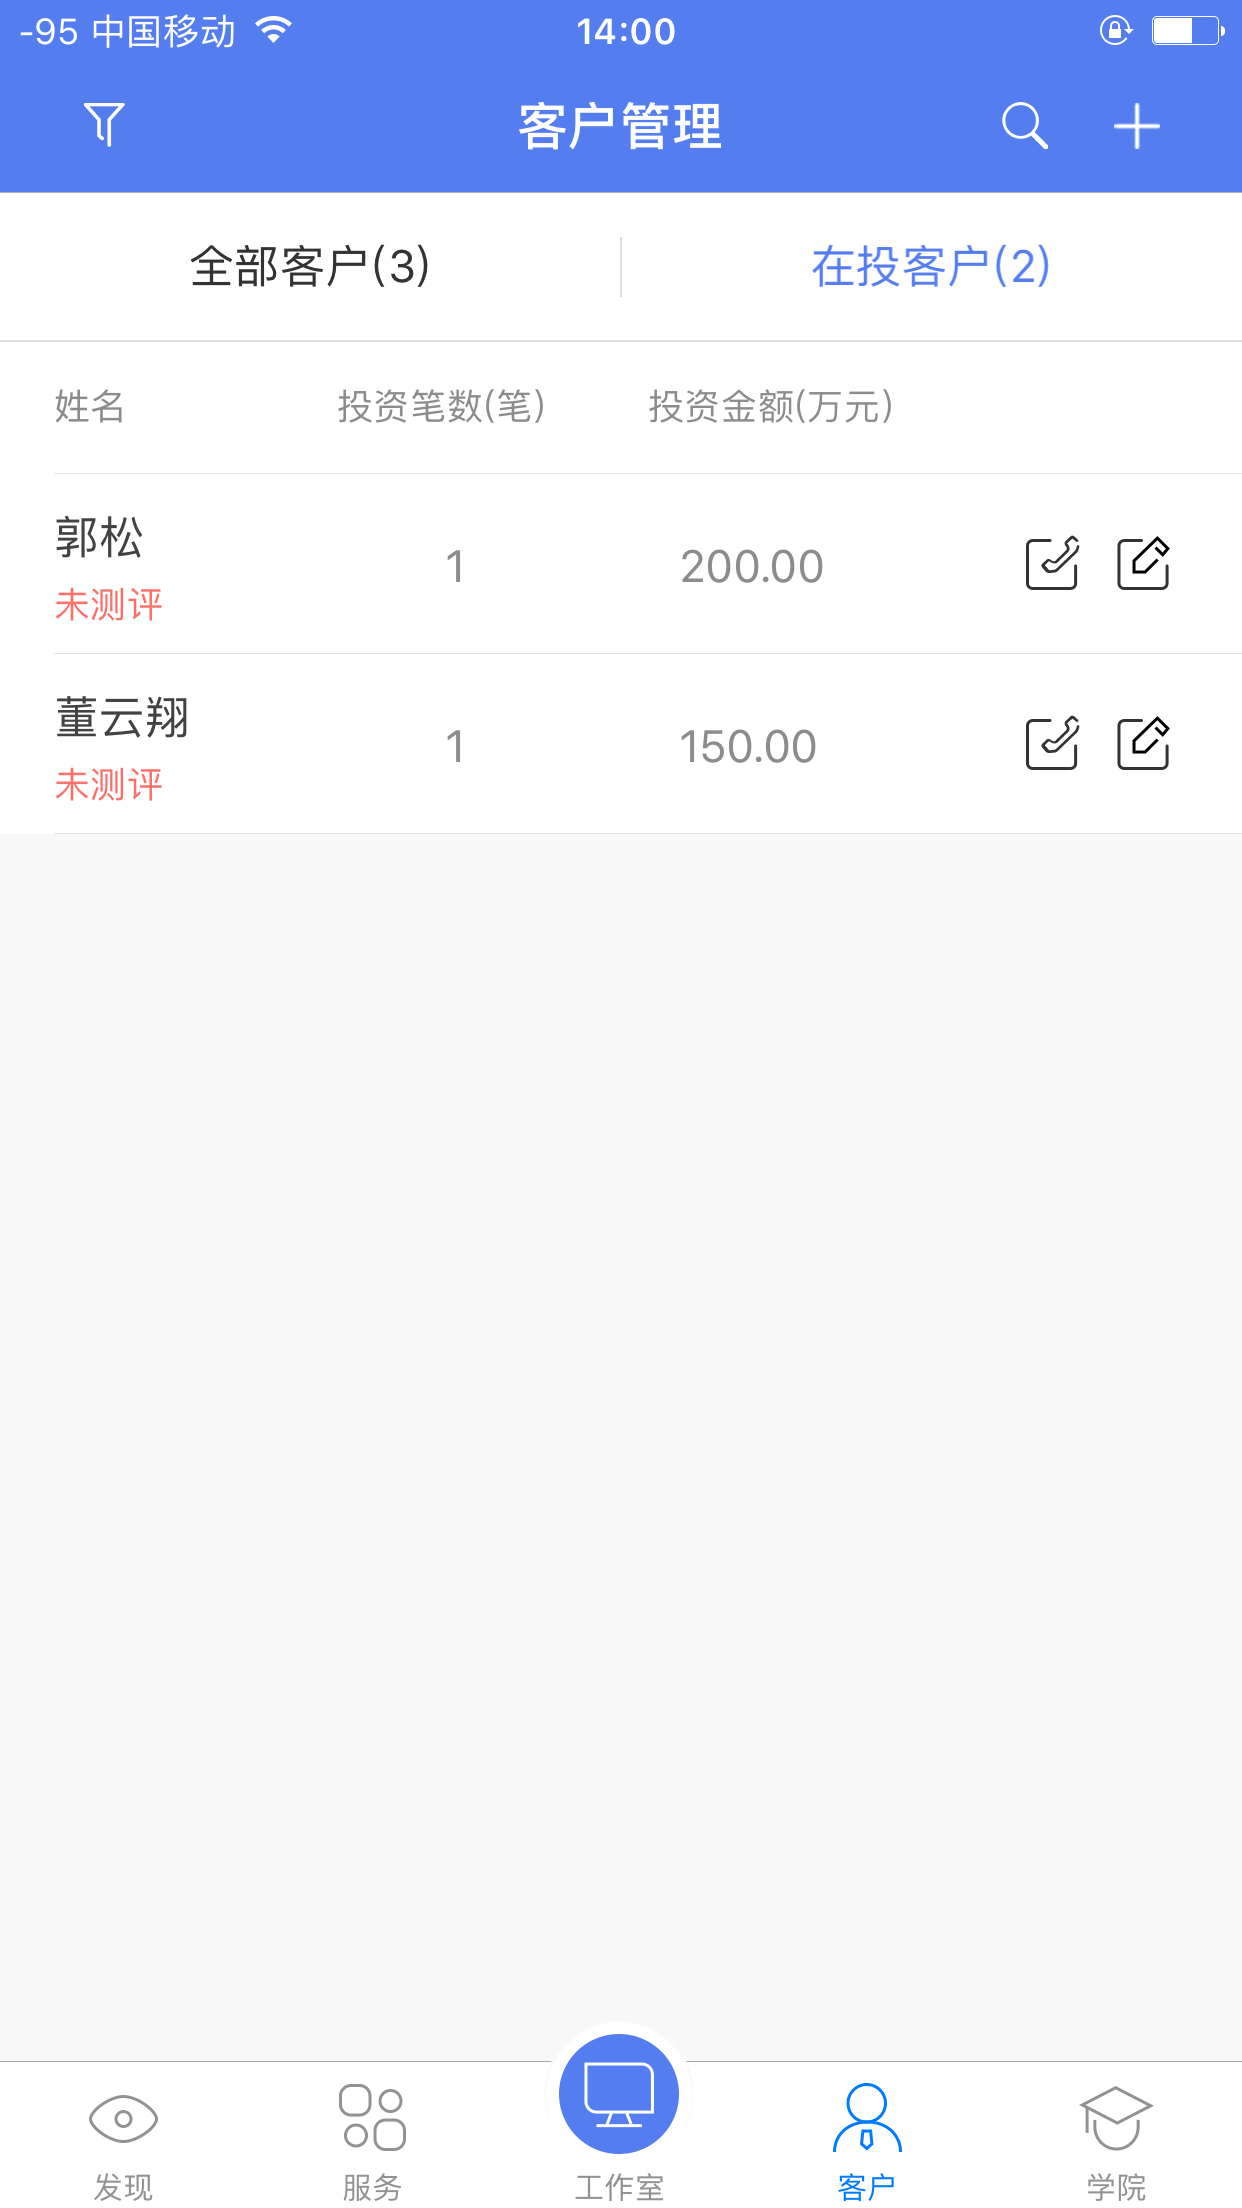 -95 中国移动 14:00
客户管理
全部客户(3) 在投客户(2)
姓名 投资笔数(笔) 投资金额(万元)
郭松
未测评 1 200.00
董云翔
未测评 1 150.00
发现 服务 工作室 客户 学院